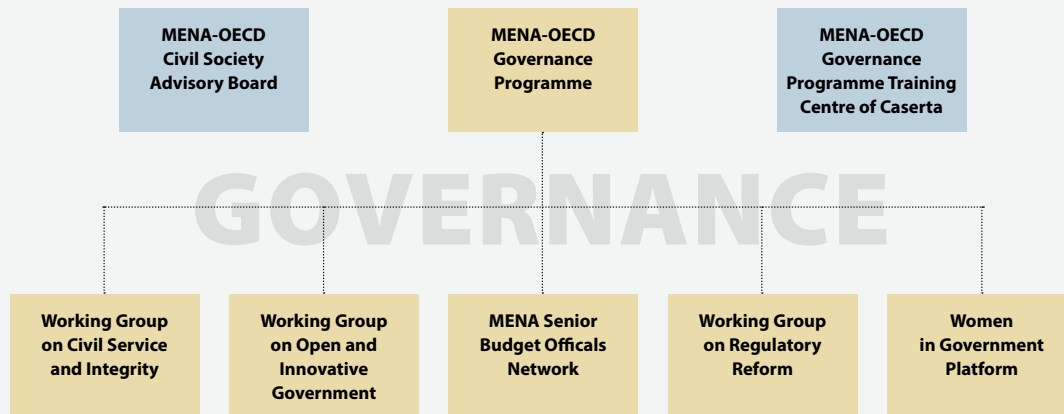 MENA-OECD
Civil Society
Advisory Board
MENA-OECD
Governance
Programme
MENA-OECD
Governance
Programme Training
Centre of Caserta
GOVERNANCE
Working Group
on Civil Service
and Integrity
Working Group
on Open and
Innovative
Government
MENA Senior
Budget Officals
Network
Working Group
on Regulatory
Reform
Women
in Government
Platform